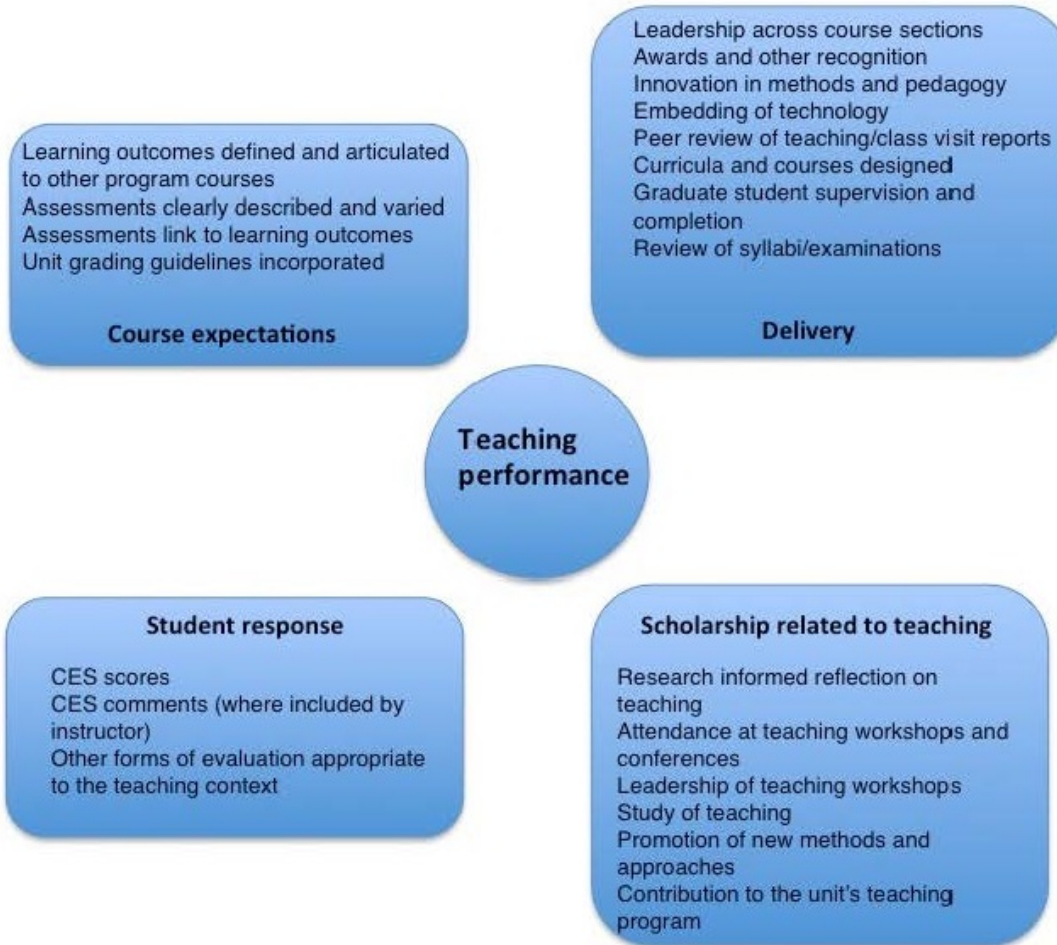 Learning outcomes defined and articulated
to other program courses
Assessments clearly described and varied
Assessments link to learning outcomes
Unit grading guidelines incorporated
Course expectations
Leadership across course sections
Awards and other recognition
Innovation in methods and pedagogy
Embedding of technology
Peer review of teaching/class visit reports
Curricula and courses designed
Graduate student supervision and
completion
Review of syllabi/examinations
Delivery
Teaching
performance
Student response
CES scores
CES comments (where included by
instructor)
Other forms of evaluation appropriate
to the teaching context
Scholarship related to teaching
Research informed reflection on
teaching
Attendance at teaching workshops and
conferences
Leadership of teaching workshops
Study of teaching
Promotion of new methods and
approaches
Contribution to the unit's teaching
program